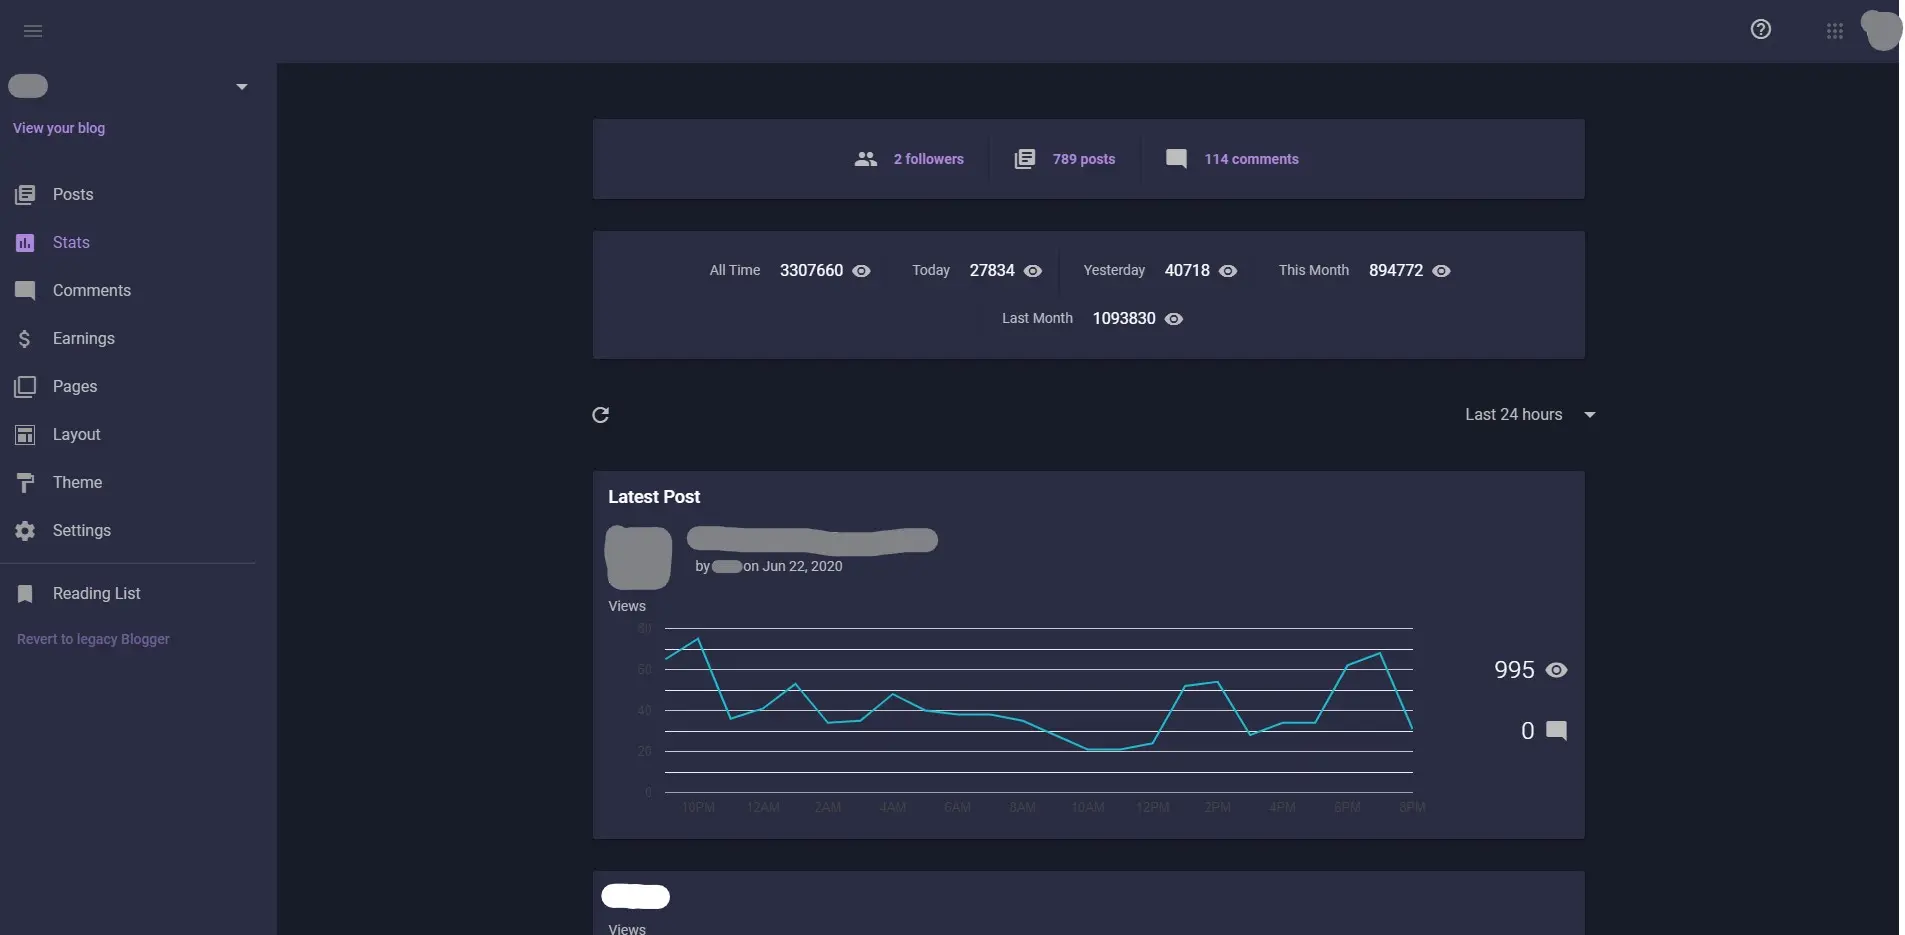 View your blog
Posts
Stats
Comments
Earnings
Pages
Layout
Theme
Settings
Reading List
Revert to legacy Blogger
2 followers 789 posts 114 comments
All Time 3307660 Today 27834 Yesterday 40718 This Month 894772
Last Month 1093830
Last 24 hours
Latest Post
by on Jun 22, 2020
Views
80
60
40
20
0
10PM 12AM 2AM 4AM 6AM 8AM 10AM 12PM 2PM 4PM 6PM 8PM
995
0
Views